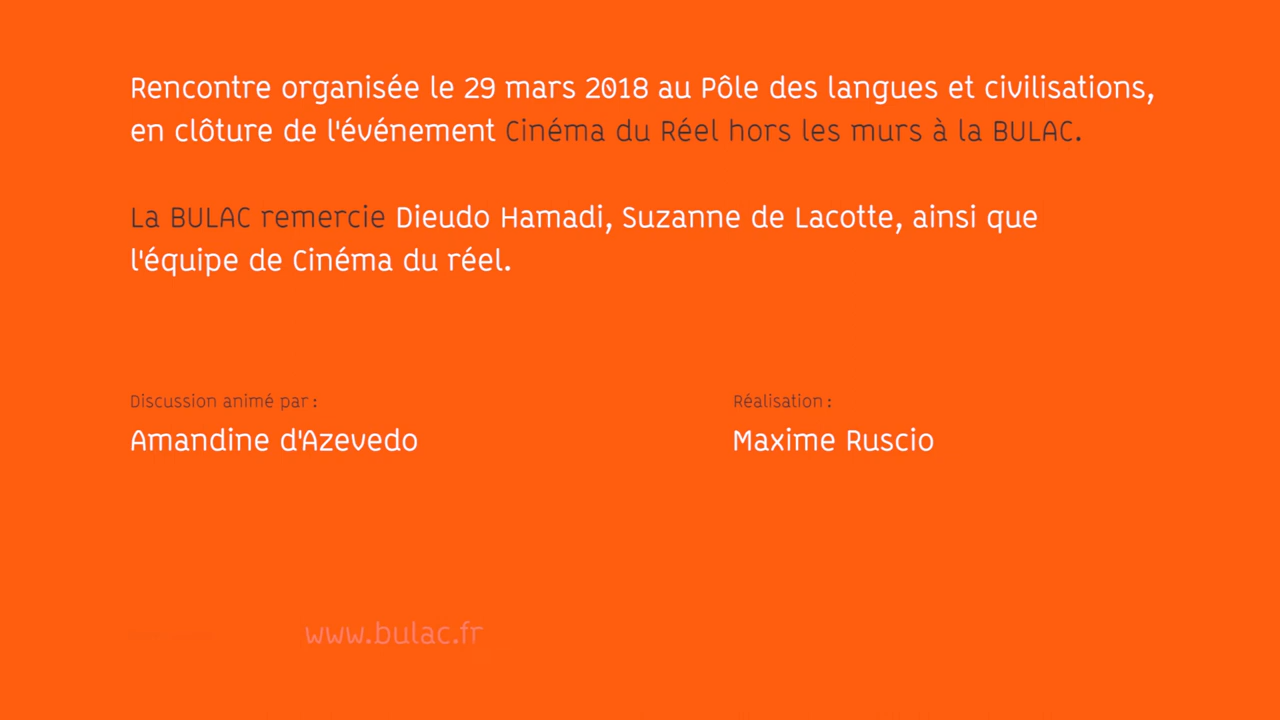 Rencontre organisée le 29 mars 2018 au Pôle des langues et civilisations,
en clôture de l'événement Cinéma du Réel hors les murs à la BULAC.
La BULAC remercie Dieudo Hamadi, Suzanne de Lacotte, ainsi que
l'équipe de Cinéma du réel.
Discussion animé par :
Amandine d'Azevedo
Réalisation :
Maxime Ruscio
www.bulac.fr